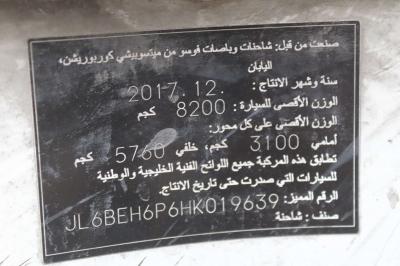 صنعت من قبل: شاحنات وباصات فوسو من ميتسوبيشي كوربوريشن،
اليابان
سنة وشهر الانتاج : 2017.12.
الوزن الأقصى للسيارة : 8200 كجم
الوزن الأقصى على كل محور:
أمامي 3100 كجم، خلفي 5760 كجم
تطابق هذه المركبة جميع اللوائح الفنية الخليجية والوطنية
للسيارات التي صدرت حتى تاريخ الانتاج.
الرقم المميز: JL6BEH6P6HK019639
صنف : شاحنة